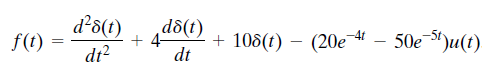 f(t) = d²δ(t)/dt² + 4 dδ(t)/dt + 10δ(t) − (20e⁻⁴ᵗ − 50e⁻⁵ᵗ)u(t)